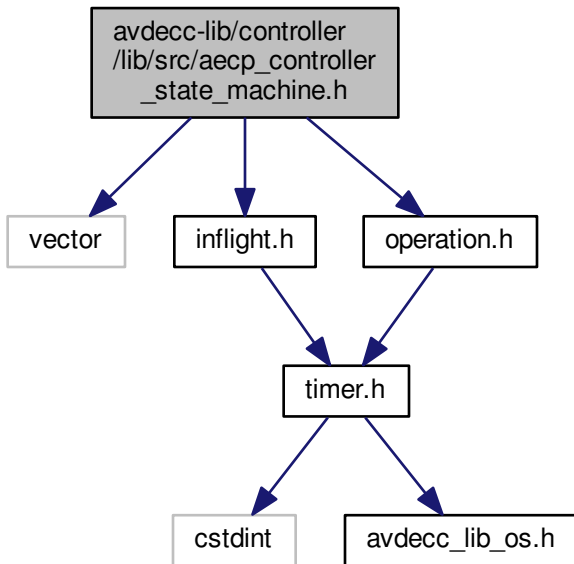 avdecc-lib/controller
/lib/src/aecp_controller
_state_machine.h
vector
inflight.h
operation.h
timer.h
cstdint
avdecc_lib_os.h